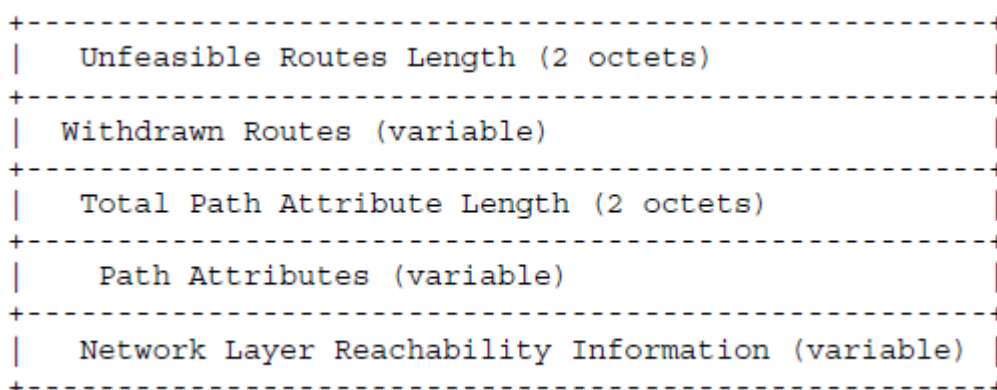 Unfeasible Routes Length (2 octets)
Withdrawn Routes (variable)
Total Path Attribute Length (2 octets)
Path Attributes (variable)
Network Layer Reachability Information (variable)